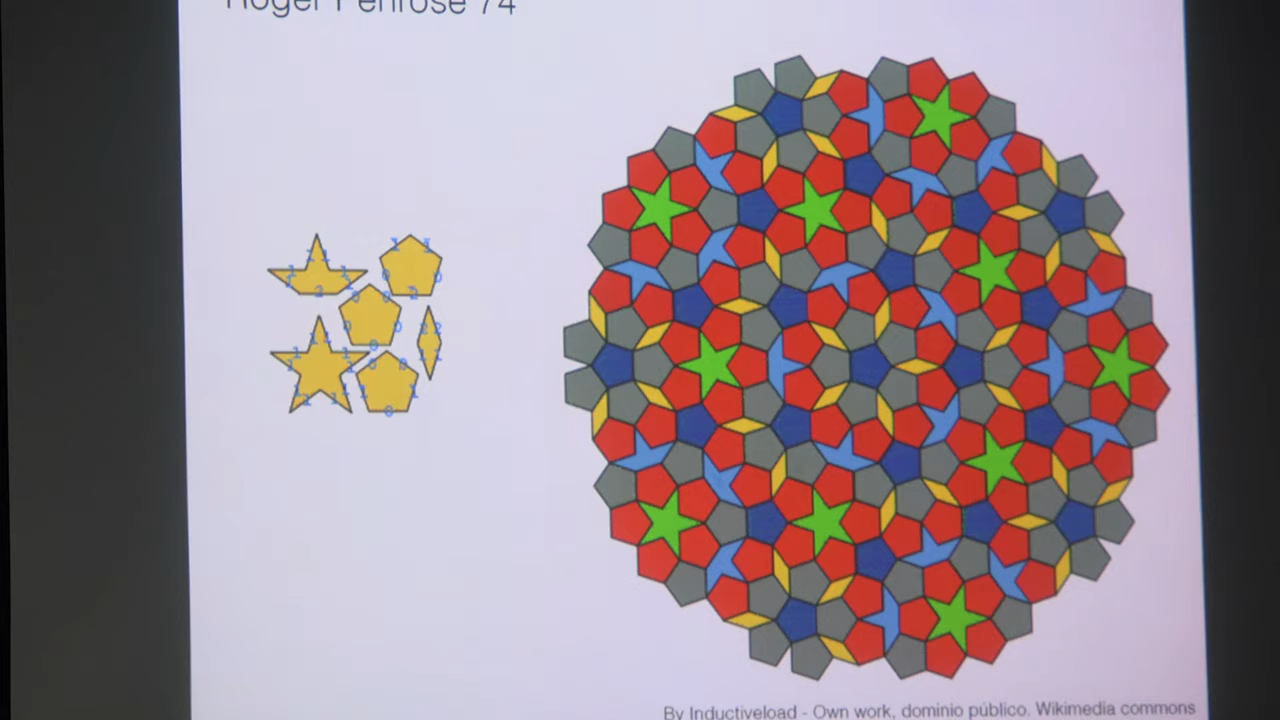 Roger Penrose 74
By Inductiveload - Own work, dominio público. Wikimedia commons